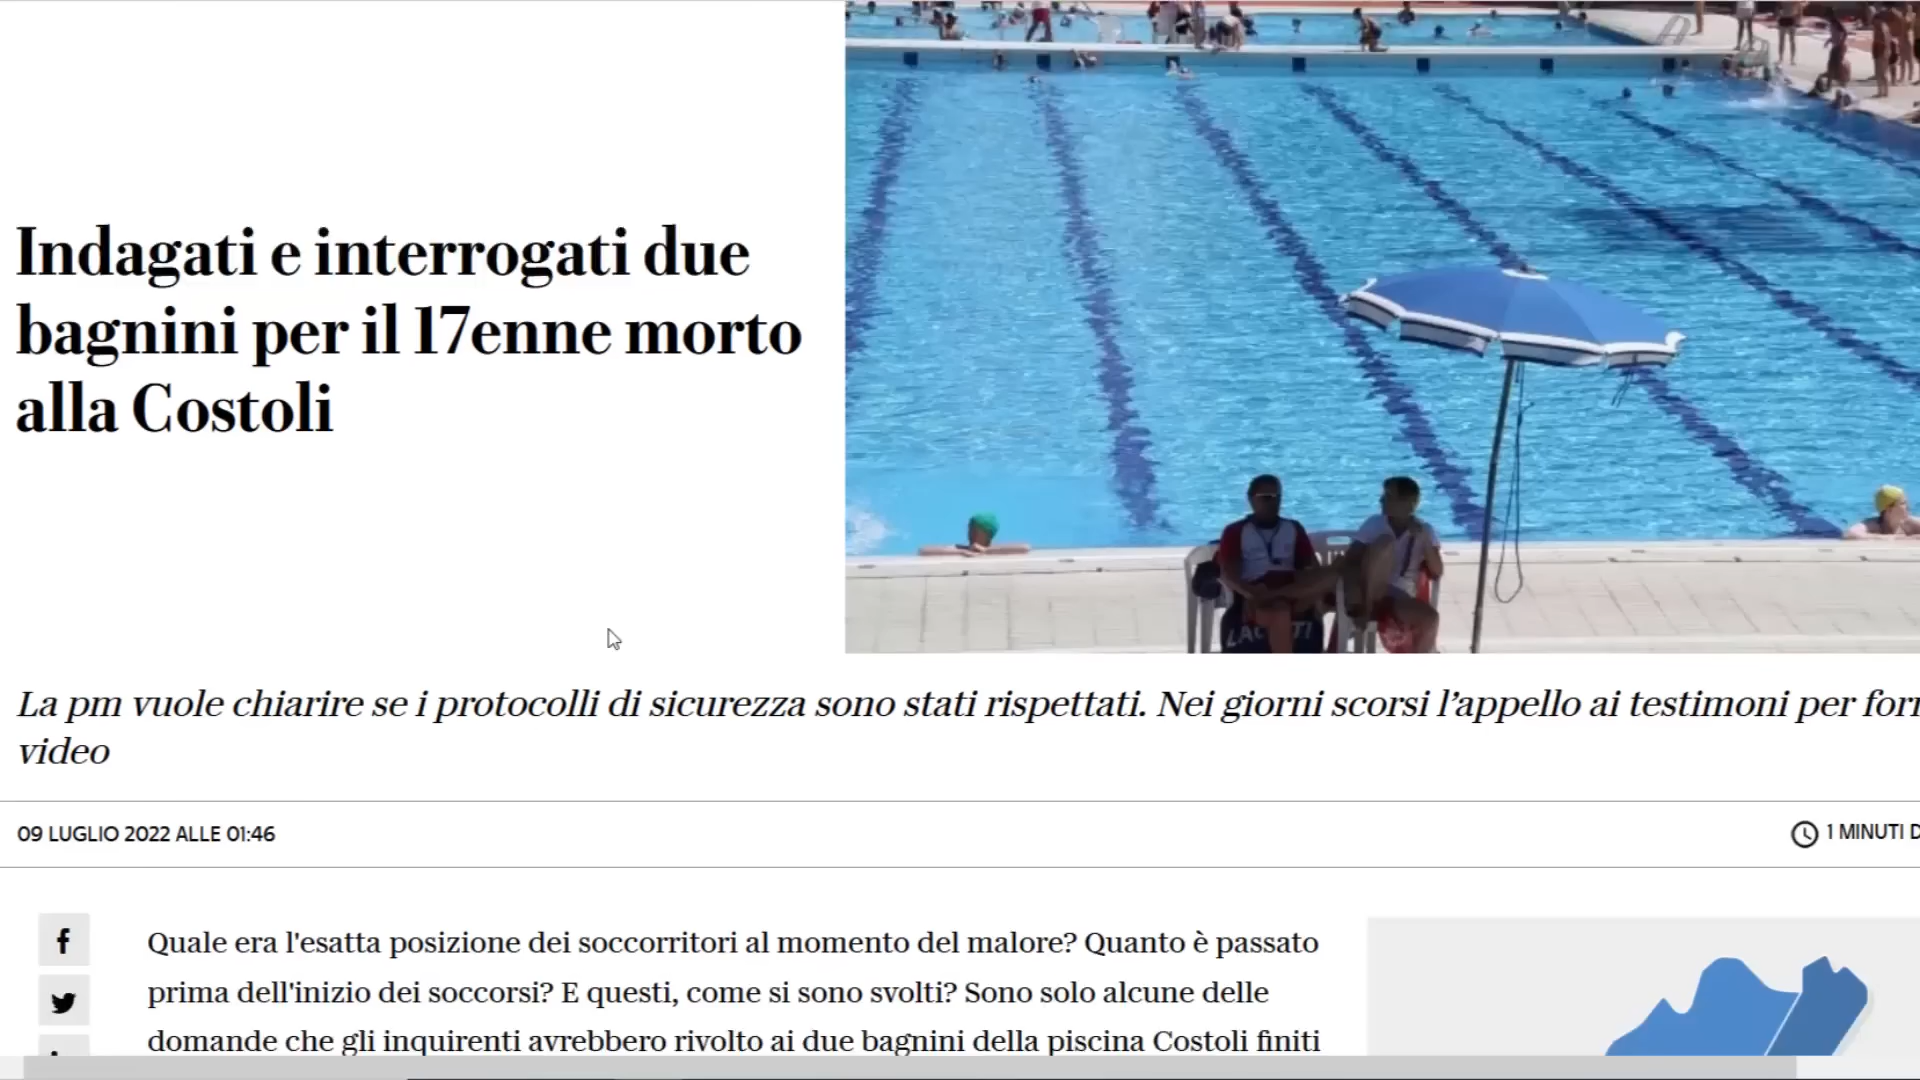 Indagati e interrogati due
bagnini per il 17enne morto
alla Costoli
La pm vuole chiarire se i protocolli di sicurezza sono stati rispettati. Nei giorni scorsi l'appello ai testimoni per
video
09 LUGLIO 2022 ALLE 01:46
1 MINUTI
Quale era l'esatta posizione dei soccorritori al momento del malore? Quanto è passato
prima dell'inizio dei soccorsi? E questi, come si sono svolti? Sono solo alcune delle
domande che gli inquirenti avrebbero rivolto ai due bagnini della piscina Costoli finiti